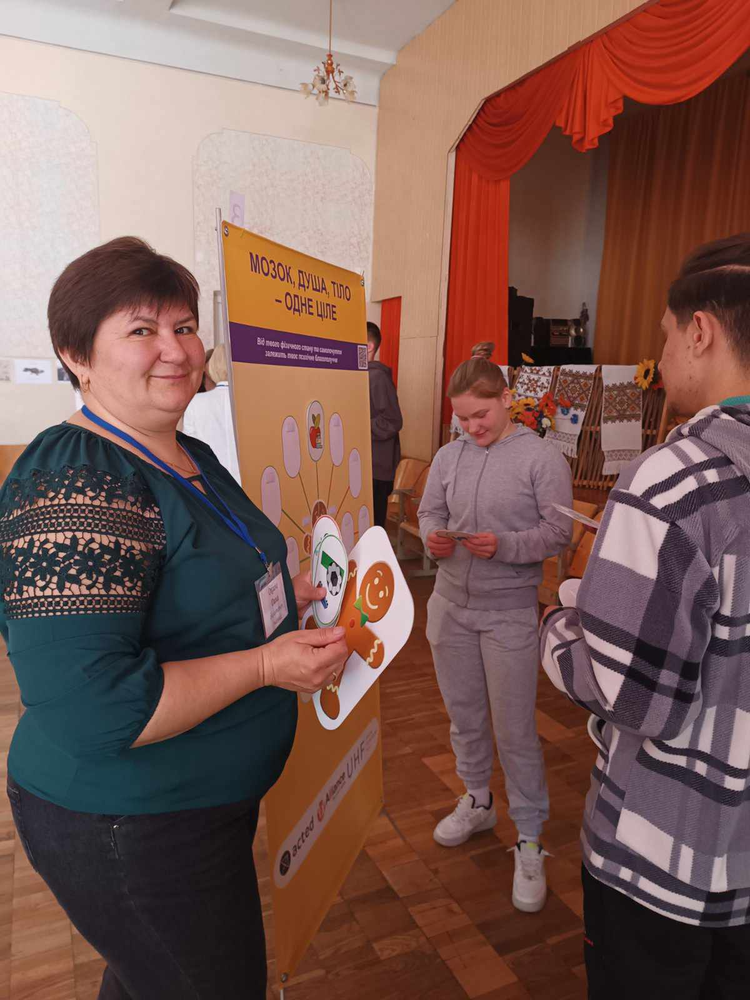 МОЗОК, ДУША, ТІЛО
– ОДНЕ ЦІЛЕ
Від твого фізичного стану та самопочуття
залежить твоє психічне благополуччя
acted
Alliance
UHF